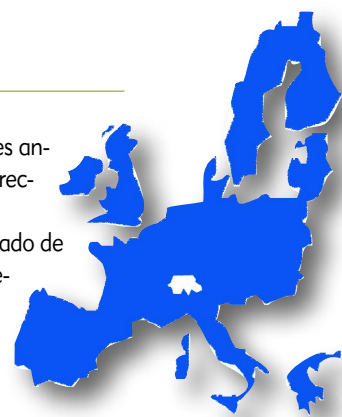 es an-
rec-
ado de
e-